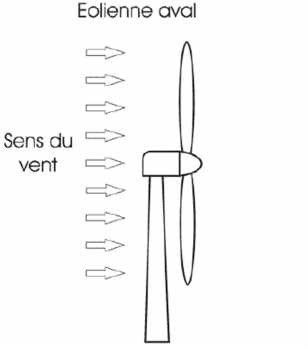 Eolienne aval
Sens du
vent